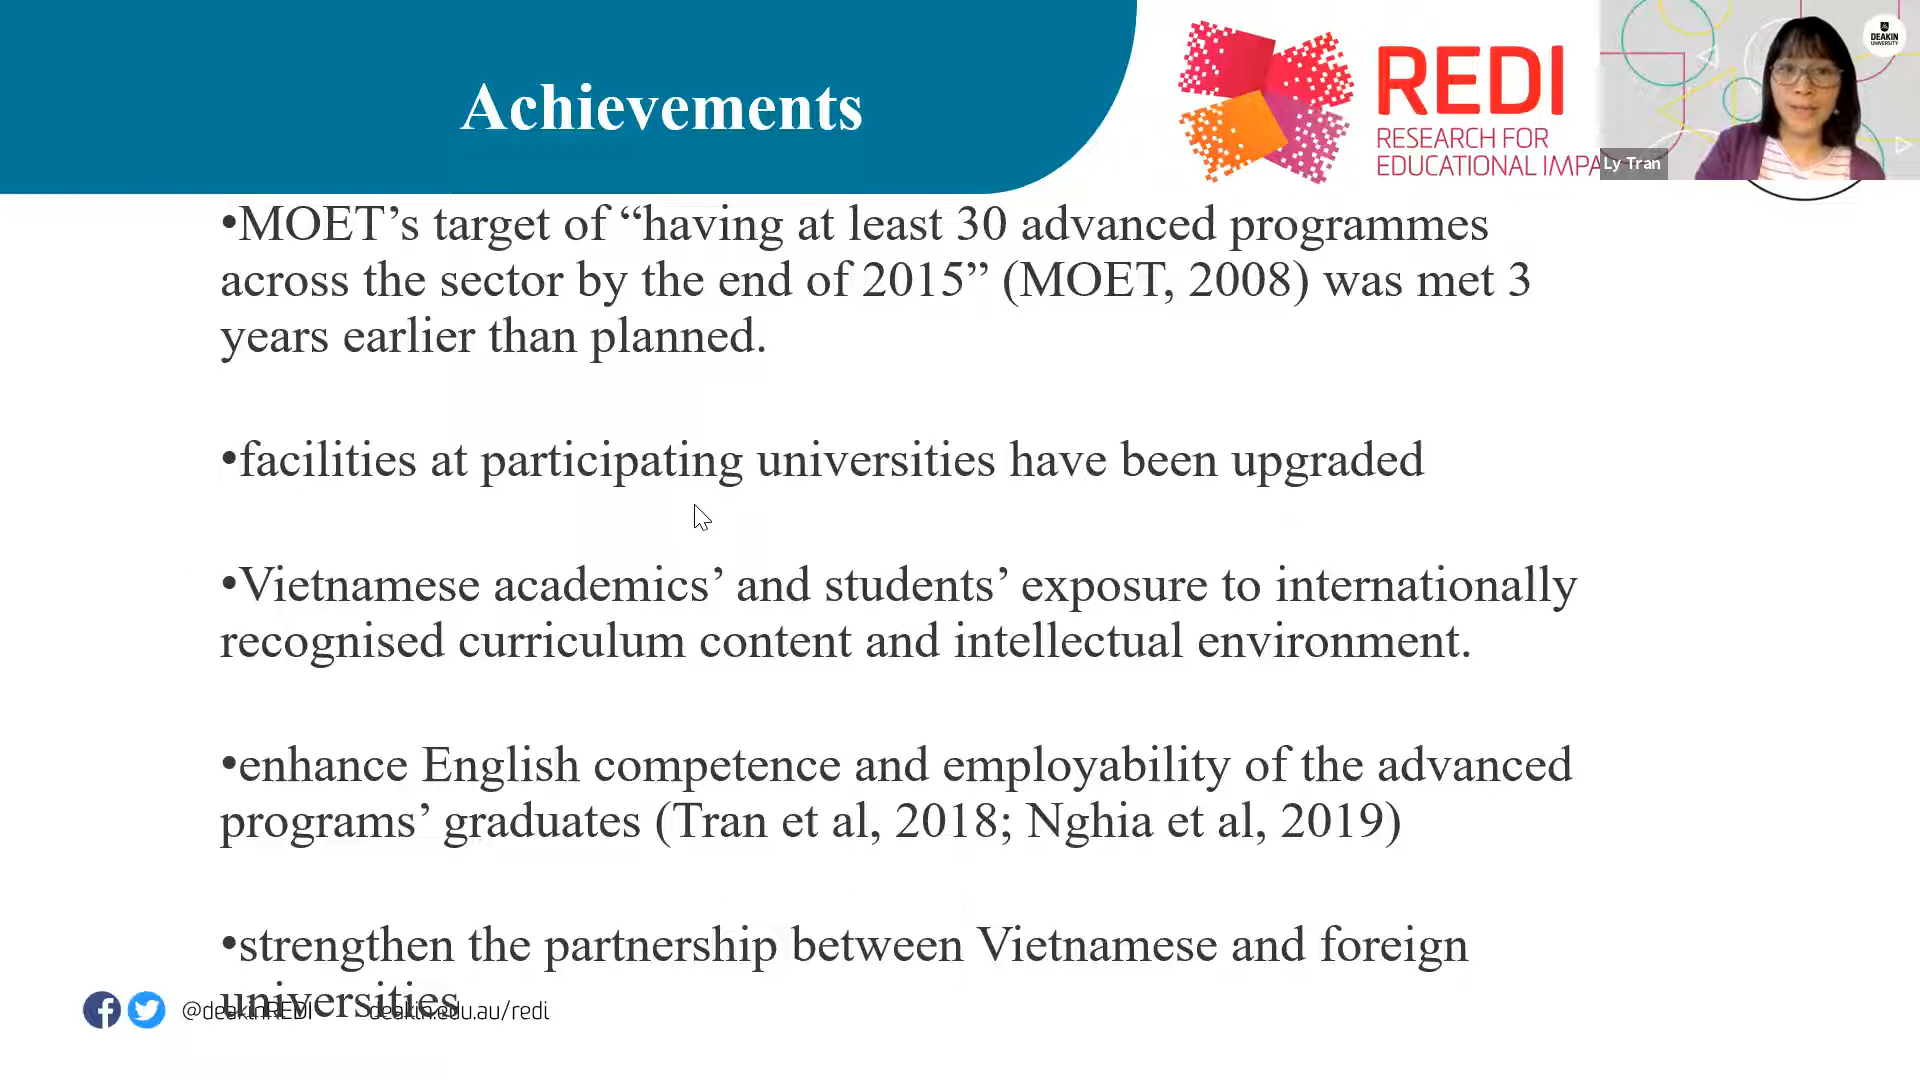 Achievements
REDI
RESEARCH FOR
EDUCATIONAL IMPA
DEAKIN
UNIVERSITY
Ly Tran
•MOET’s target of “having at least 30 advanced programmes
across the sector by the end of 2015” (MOET, 2008) was met 3
years earlier than planned.
•facilities at participating universities have been upgraded
•Vietnamese academics’ and students’ exposure to internationally
recognised curriculum content and intellectual environment.
•enhance English competence and employability of the advanced
programs’ graduates (Tran et al, 2018; Nghia et al, 2019)
•strengthen the partnership between Vietnamese and foreign
universities
@deakinREDI deakin.edu.au/redi